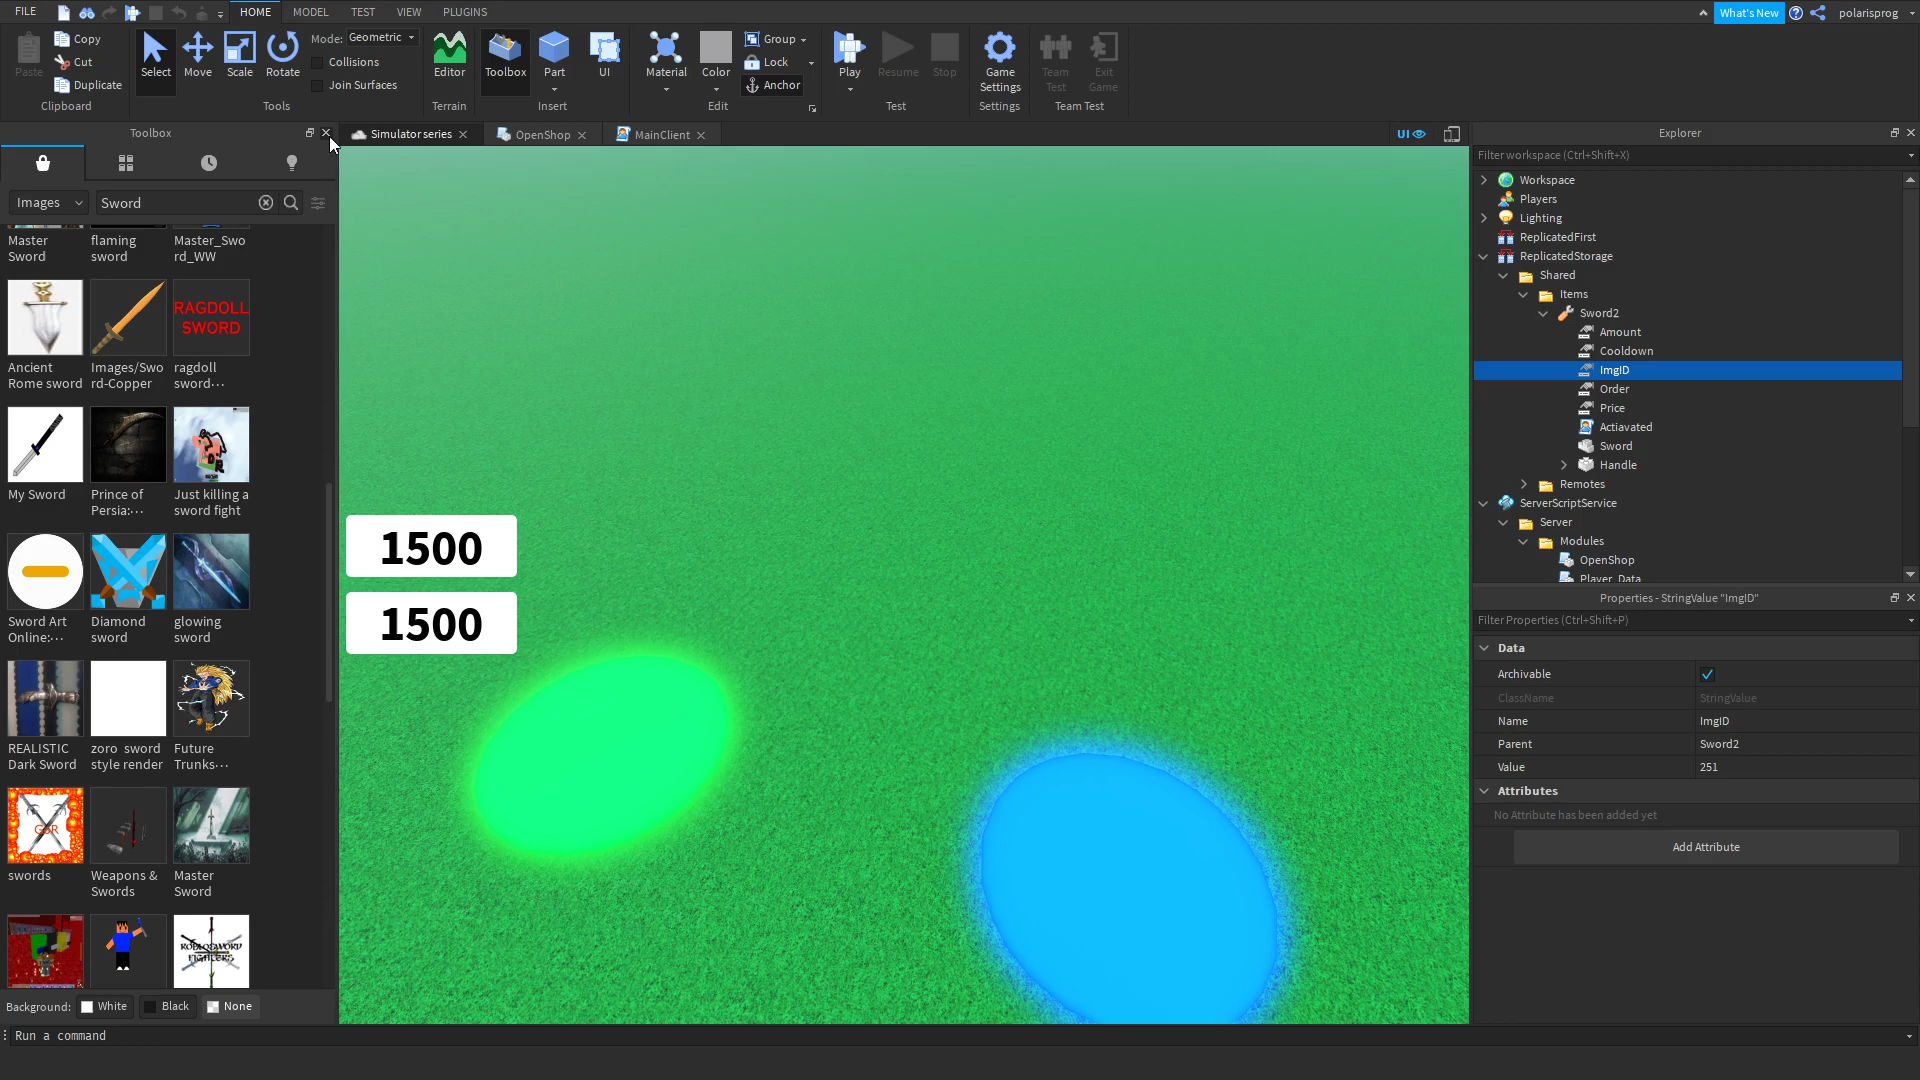 FILE HOME MODEL TEST VIEW PLUGINS What's New polarisprog
Paste Copy Cut Duplicate Clipboard
Select Move Scale Rotate Mode: Geometric Collisions Join Surfaces Tools
Editor Terrain
Toolbox Part UI Insert
Material Color Group Lock Anchor Edit
Play Resume Stop Test
Game Settings Settings
Team Test Exit Game Team Test
Toolbox
Simulator series OpenShop MainClient UI
Images Sword
Master Sword
flaming sword
Master_Swo rd_WW
Ancient Rome sword
Images/Swo rd-Copper
RAGDOLL SWORD
ragdoll sword...
My Sword
Prince of Persia:...
Just killing a sword fight
Sword Art Online:...
Diamond sword
glowing sword
REALISTIC Dark Sword
zoro sword style render
Future Trunks...
swords
Weapons & Swords
Master Sword
Background: White Black None
1500
1500
Explorer
Filter workspace (Ctrl+Shift+X)
Workspace
Players
Lighting
ReplicatedFirst
ReplicatedStorage
Shared
Items
Sword2
Amount
Cooldown
ImgID
Order
Price
Actiavated
Sword
Handle
Remotes
ServerScriptService
Server
Modules
OpenShop
Player_Data
Properties - StringValue "ImgID"
Filter Properties (Ctrl+Shift+P)
Data
Archivable
ClassName StringValue
Name ImgID
Parent Sword2
Value 251
Attributes
No Attribute has been added yet
Add Attribute
Run a command